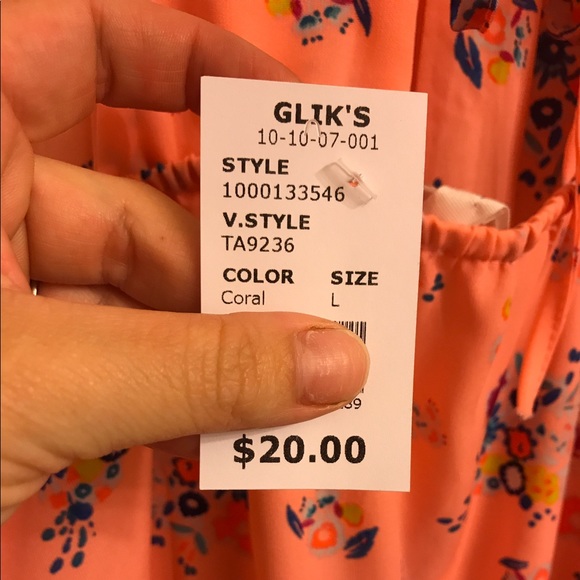 GLIK'S
10-10-07-001
STYLE
1000133546
V.STYLE
TA9236
COLOR SIZE
Coral L
$20.00